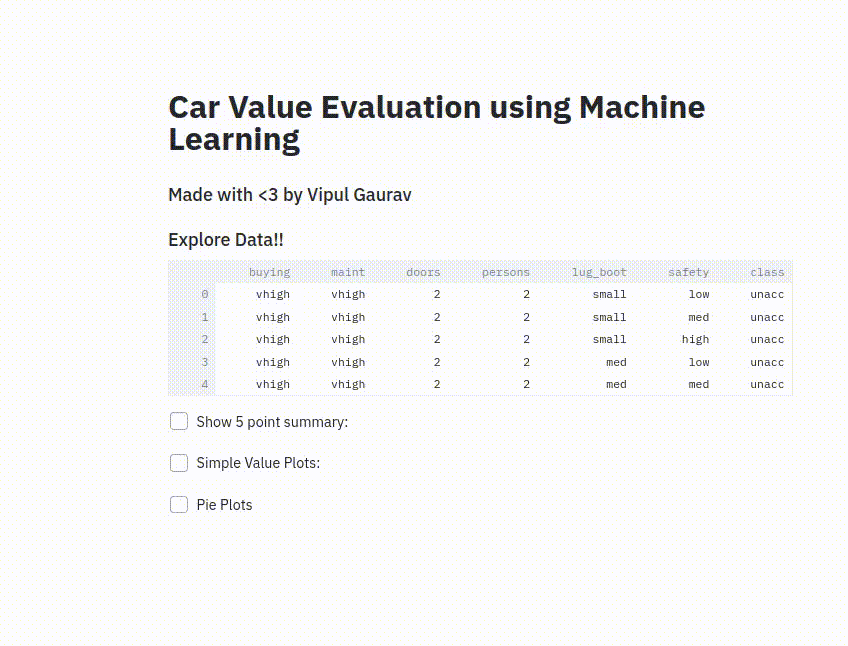 Car Value Evaluation using Machine
Learning
Made with <3 by Vipul Gaurav
Explore Data!!
buying maint doors persons lug_boot safety class
0 vhigh vhigh 2 2 small low unacc
1 vhigh vhigh 2 2 small med unacc
2 vhigh vhigh 2 2 small high unacc
3 vhigh vhigh 2 2 med low unacc
4 vhigh vhigh 2 2 med med unacc
Show 5 point summary:
Simple Value Plots:
Pie Plots